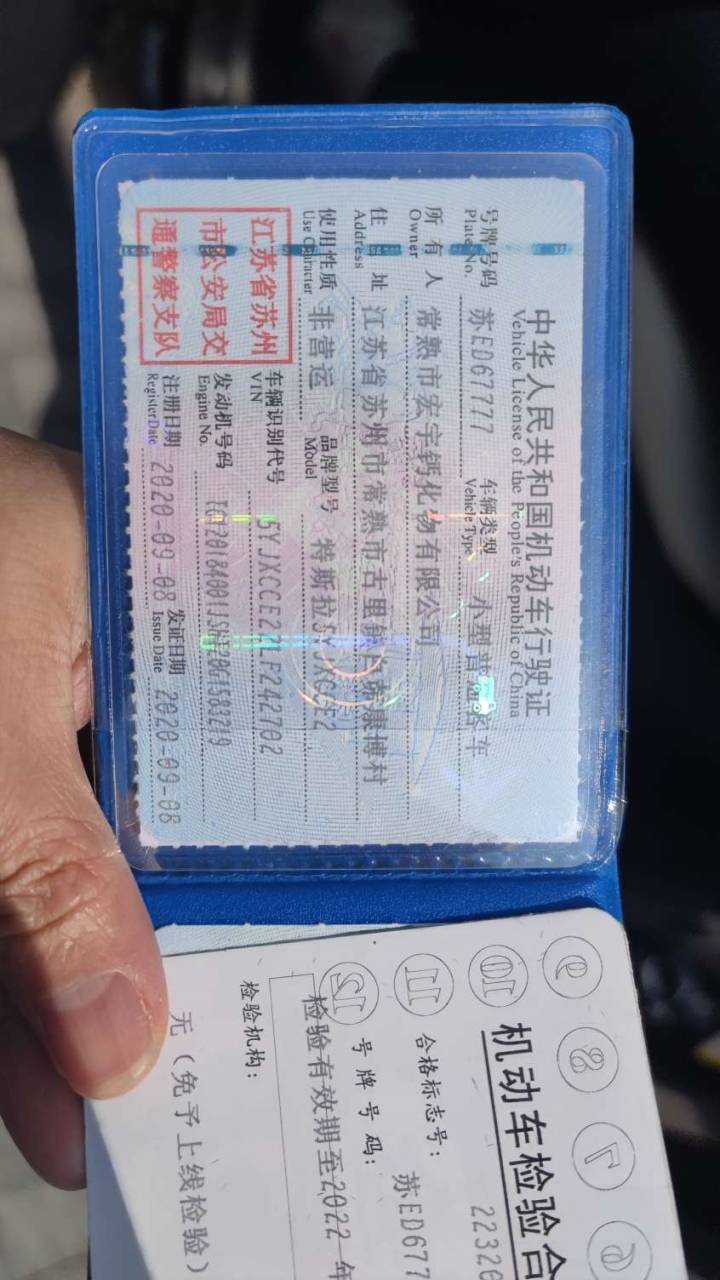 中华人民共和国机动车行驶证
Vehicle License of the People's Republic of China
号牌号码 苏ED67777 车辆类型 小型普通客车
Plate No. Vehicle Type
所有人 常熟市宏宇钙化物有限公司
Owner
住址 江苏省苏州市常熟市古里镇 康博村
Address
使用性质 非营运 品牌型号 特斯拉
Use Character Model
江苏省苏州
市公安局交
通警察支队
车辆识别代号
VIN
发动机号码
Engine No.
注册日期 2020-09-08 发证日期 2020-09-08
Register Date Issue Date
9 8 7 6
10 机动车检验合
11 合格标志号: 22320
12 号牌号码: 苏ED677
检验有效期至2022 年
检验机构:
无(免予上线检验)